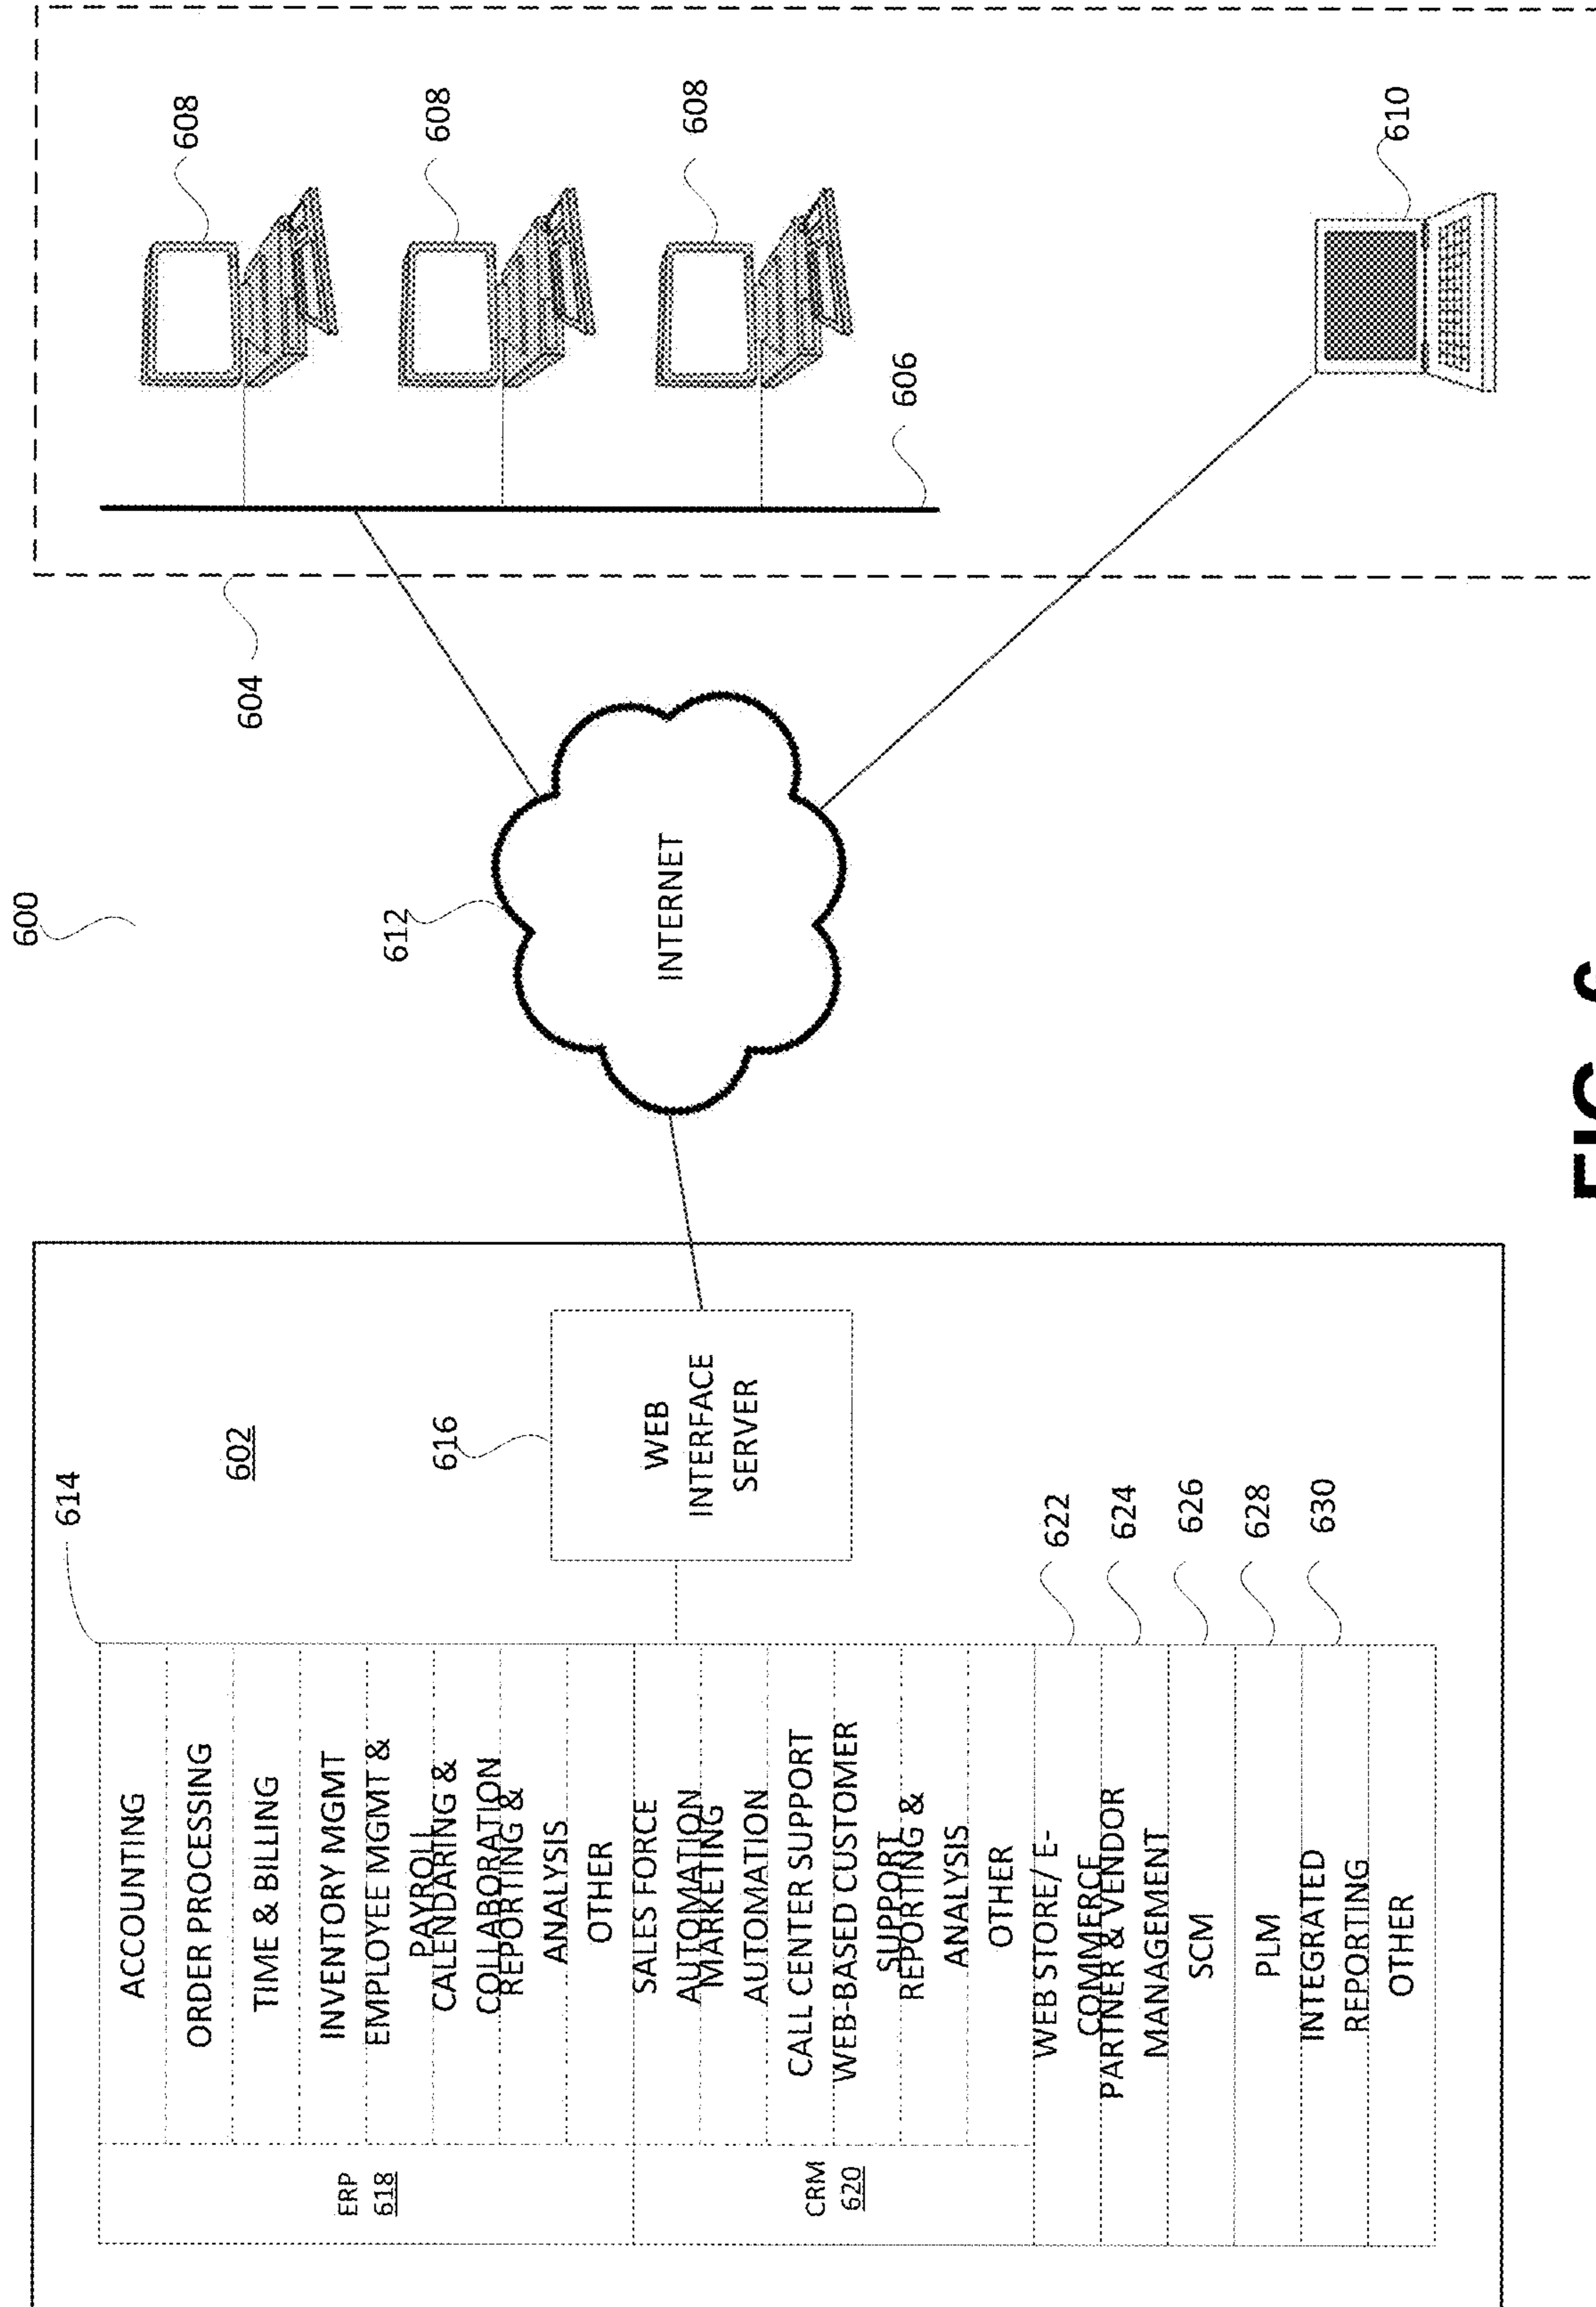 600
614
602
ACCOUNTING
ORDER PROCESSING
TIME & BILLING
INVENTORY MGMT
EMPLOYEE MGMT &
PAYROLL
CALENDARING &
COLLABORATION
REPORTING &
ANALYSIS
OTHER
ERP
618
SALES FORCE
AUTOMATION
MARKETING
AUTOMATION
CALL CENTER SUPPORT
WEB-BASED CUSTOMER
SUPPORT
REPORTING &
ANALYSIS
OTHER
CRM
620
WEB STORE/ E-
COMMERCE
622
PARTNER & VENDOR
MANAGEMENT
624
SCM
626
PLM
628
INTEGRATED
REPORTING
630
OTHER
616
WEB
INTERFACE
SERVER
612
INTERNET
604
608
608
608
606
610